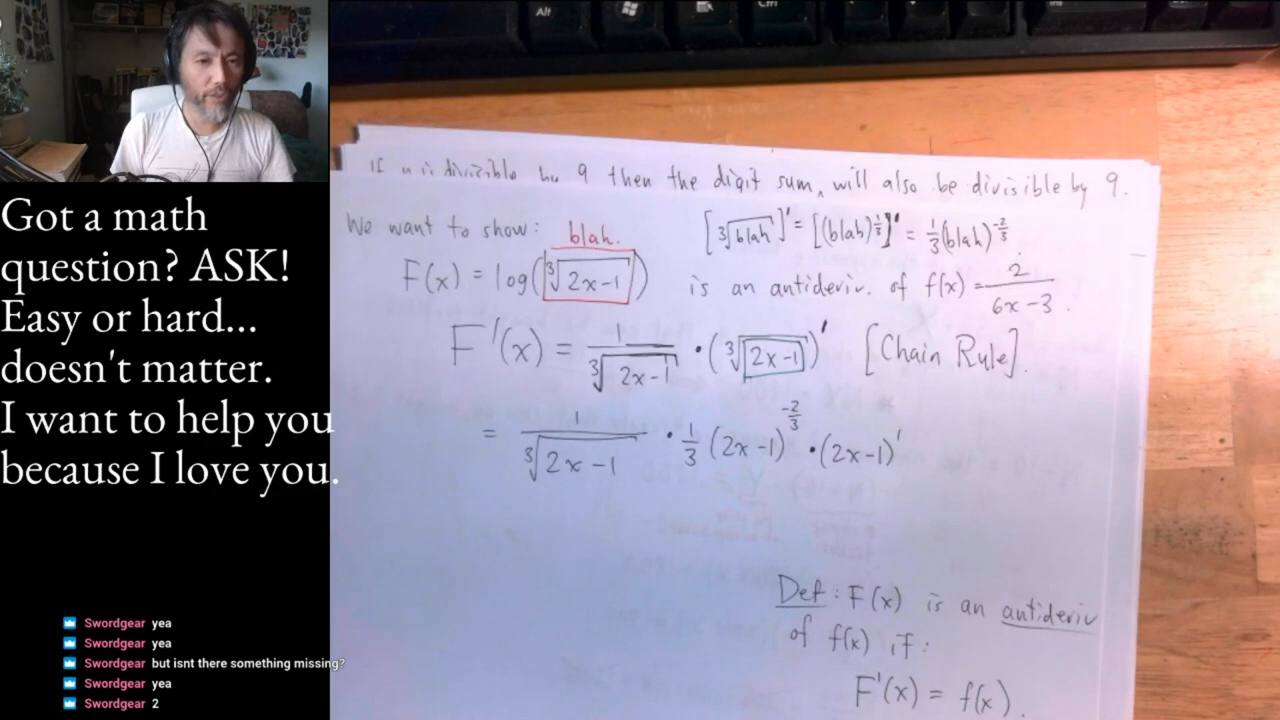 Got a math
question? ASK!
Easy or hard...
doesn't matter.
I want to help you
because I love you.
Swordgear yea
Swordgear yea
Swordgear but isnt there something missing?
Swordgear yea
Swordgear 2
Alt
Ctrl
Ins
If n is divisible by 9 then the digit sum, will also be divisible by 9.
We want to show: blah. [∛blah]' = [(blah)^{1/3}]' = 1/3(blah)^{-2/3}
F(x) = log(∛(2x-1)) is an antideriv. of f(x) = 2/(6x-3).
F'(x) = 1/∛(2x-1) · (∛(2x-1))' [Chain Rule].
= 1/∛(2x-1) · 1/3 (2x-1)^{-2/3} · (2x-1)'
Def: F(x) is an antideriv
of f(x) if:
F'(x) = f(x).